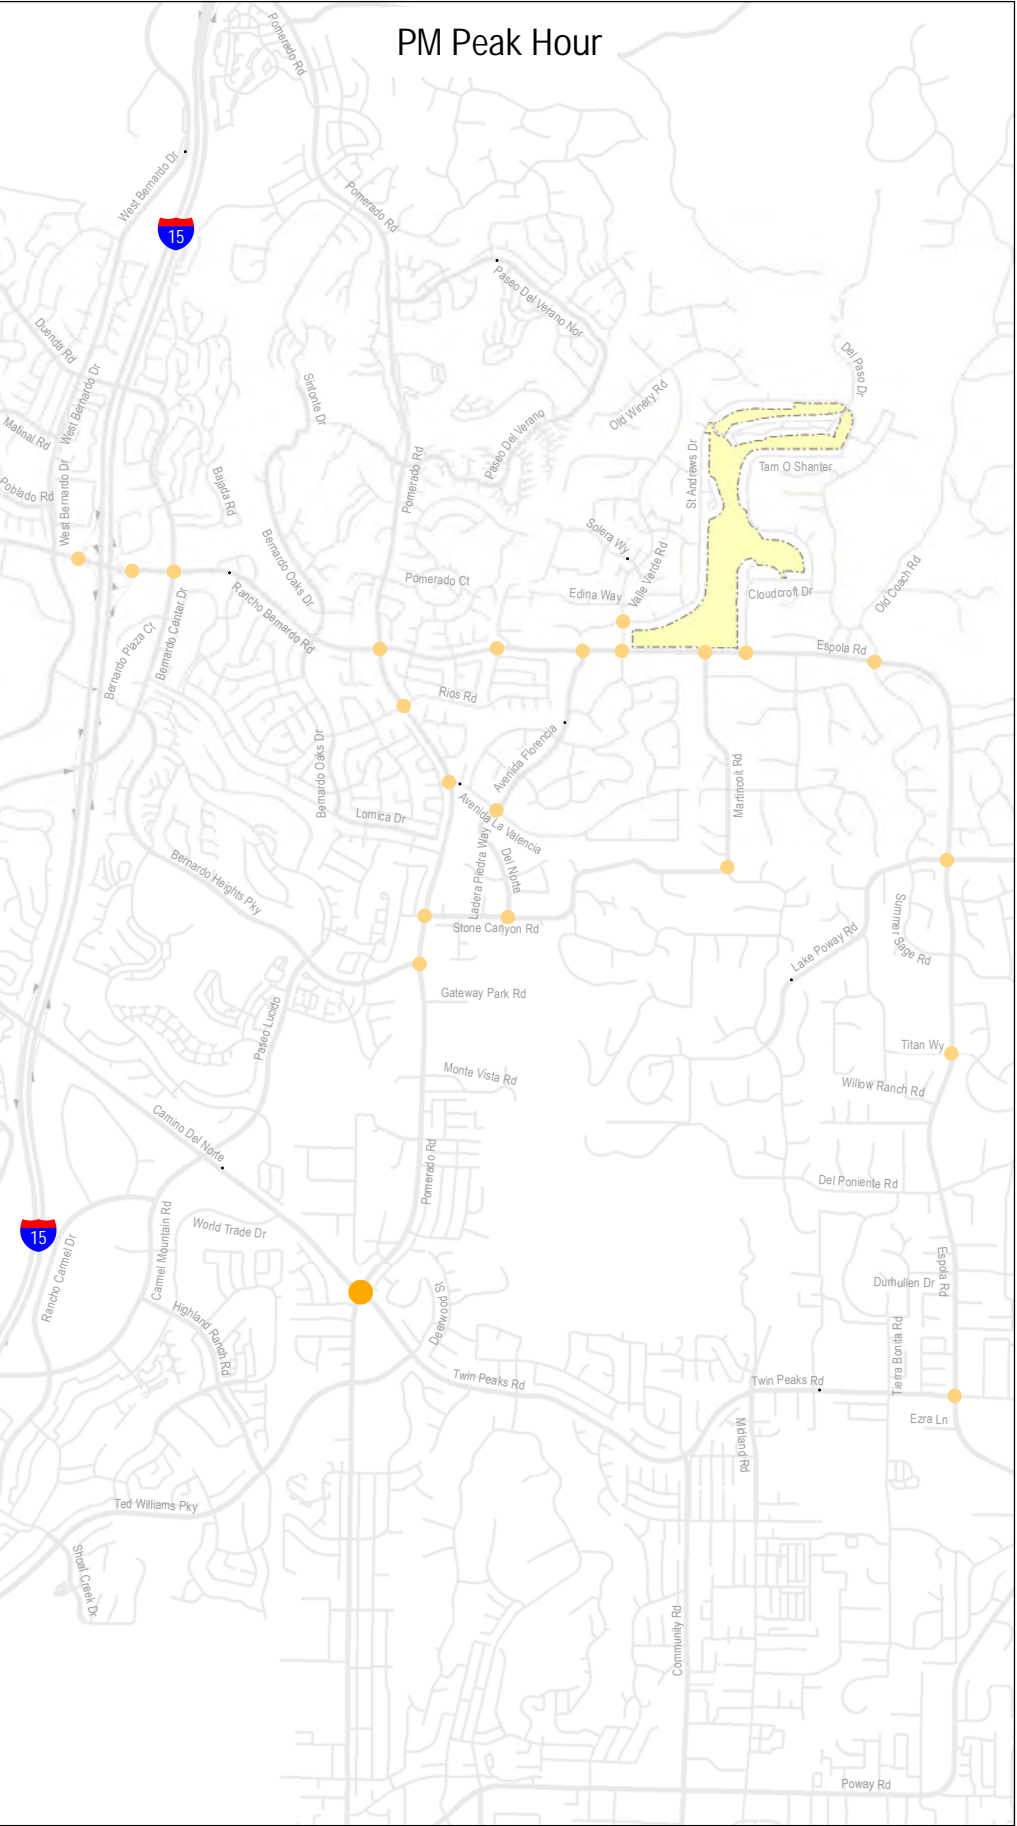 PM Peak Hour
Pomerado Rd
West Bernardo Dr
15
Pomerado Rd
Paseo Del Verano Nor
Duenda Rd
Del Paso Dr
West Bernardo Dr
Sintonte Dr
Old Winery Rd
Matinal Rd
Paseo Del Verano
Pomerado Rd
St Andrews Dr
Tam O Shanter
Poblado Rd
West Bernardo Dr
Bajada Rd
Solera Wy
Bernardo Oaks Dr
Valle Verde Rd
Pomerado Ct
Edina Way
Cloudcroft Dr
Old Coach Rd
Rancho Bernardo Rd
Bernardo Center Dr
Bernardo Plaza Ct
Espola Rd
Rios Rd
Avenida Florencia
Bernardo Oaks Dr
Martincoit Rd
Lomica Dr
Avenida La Valencia
Ladera Piedra Way
Del Norte
Bernardo Heights Pky
Stone Canyon Rd
Summer Sage Rd
Lake Poway Rd
Gateway Park Rd
Paseo Lucido
Titan Wy
Monte Vista Rd
Willow Ranch Rd
Camino Del Norte
Pomerado Rd
Del Poniente Rd
World Trade Dr
15
Carmel Mountain Rd
Rancho Carmel Dr
Espola Rd
Durhullen Dr
Deerwood St
Highland Ranch Rd
Tierra Bonita Rd
Twin Peaks Rd
Twin Peaks Rd
Ezra Ln
Midland Rd
Ted Williams Pky
Shoal Creek Dr
Community Rd
Poway Rd